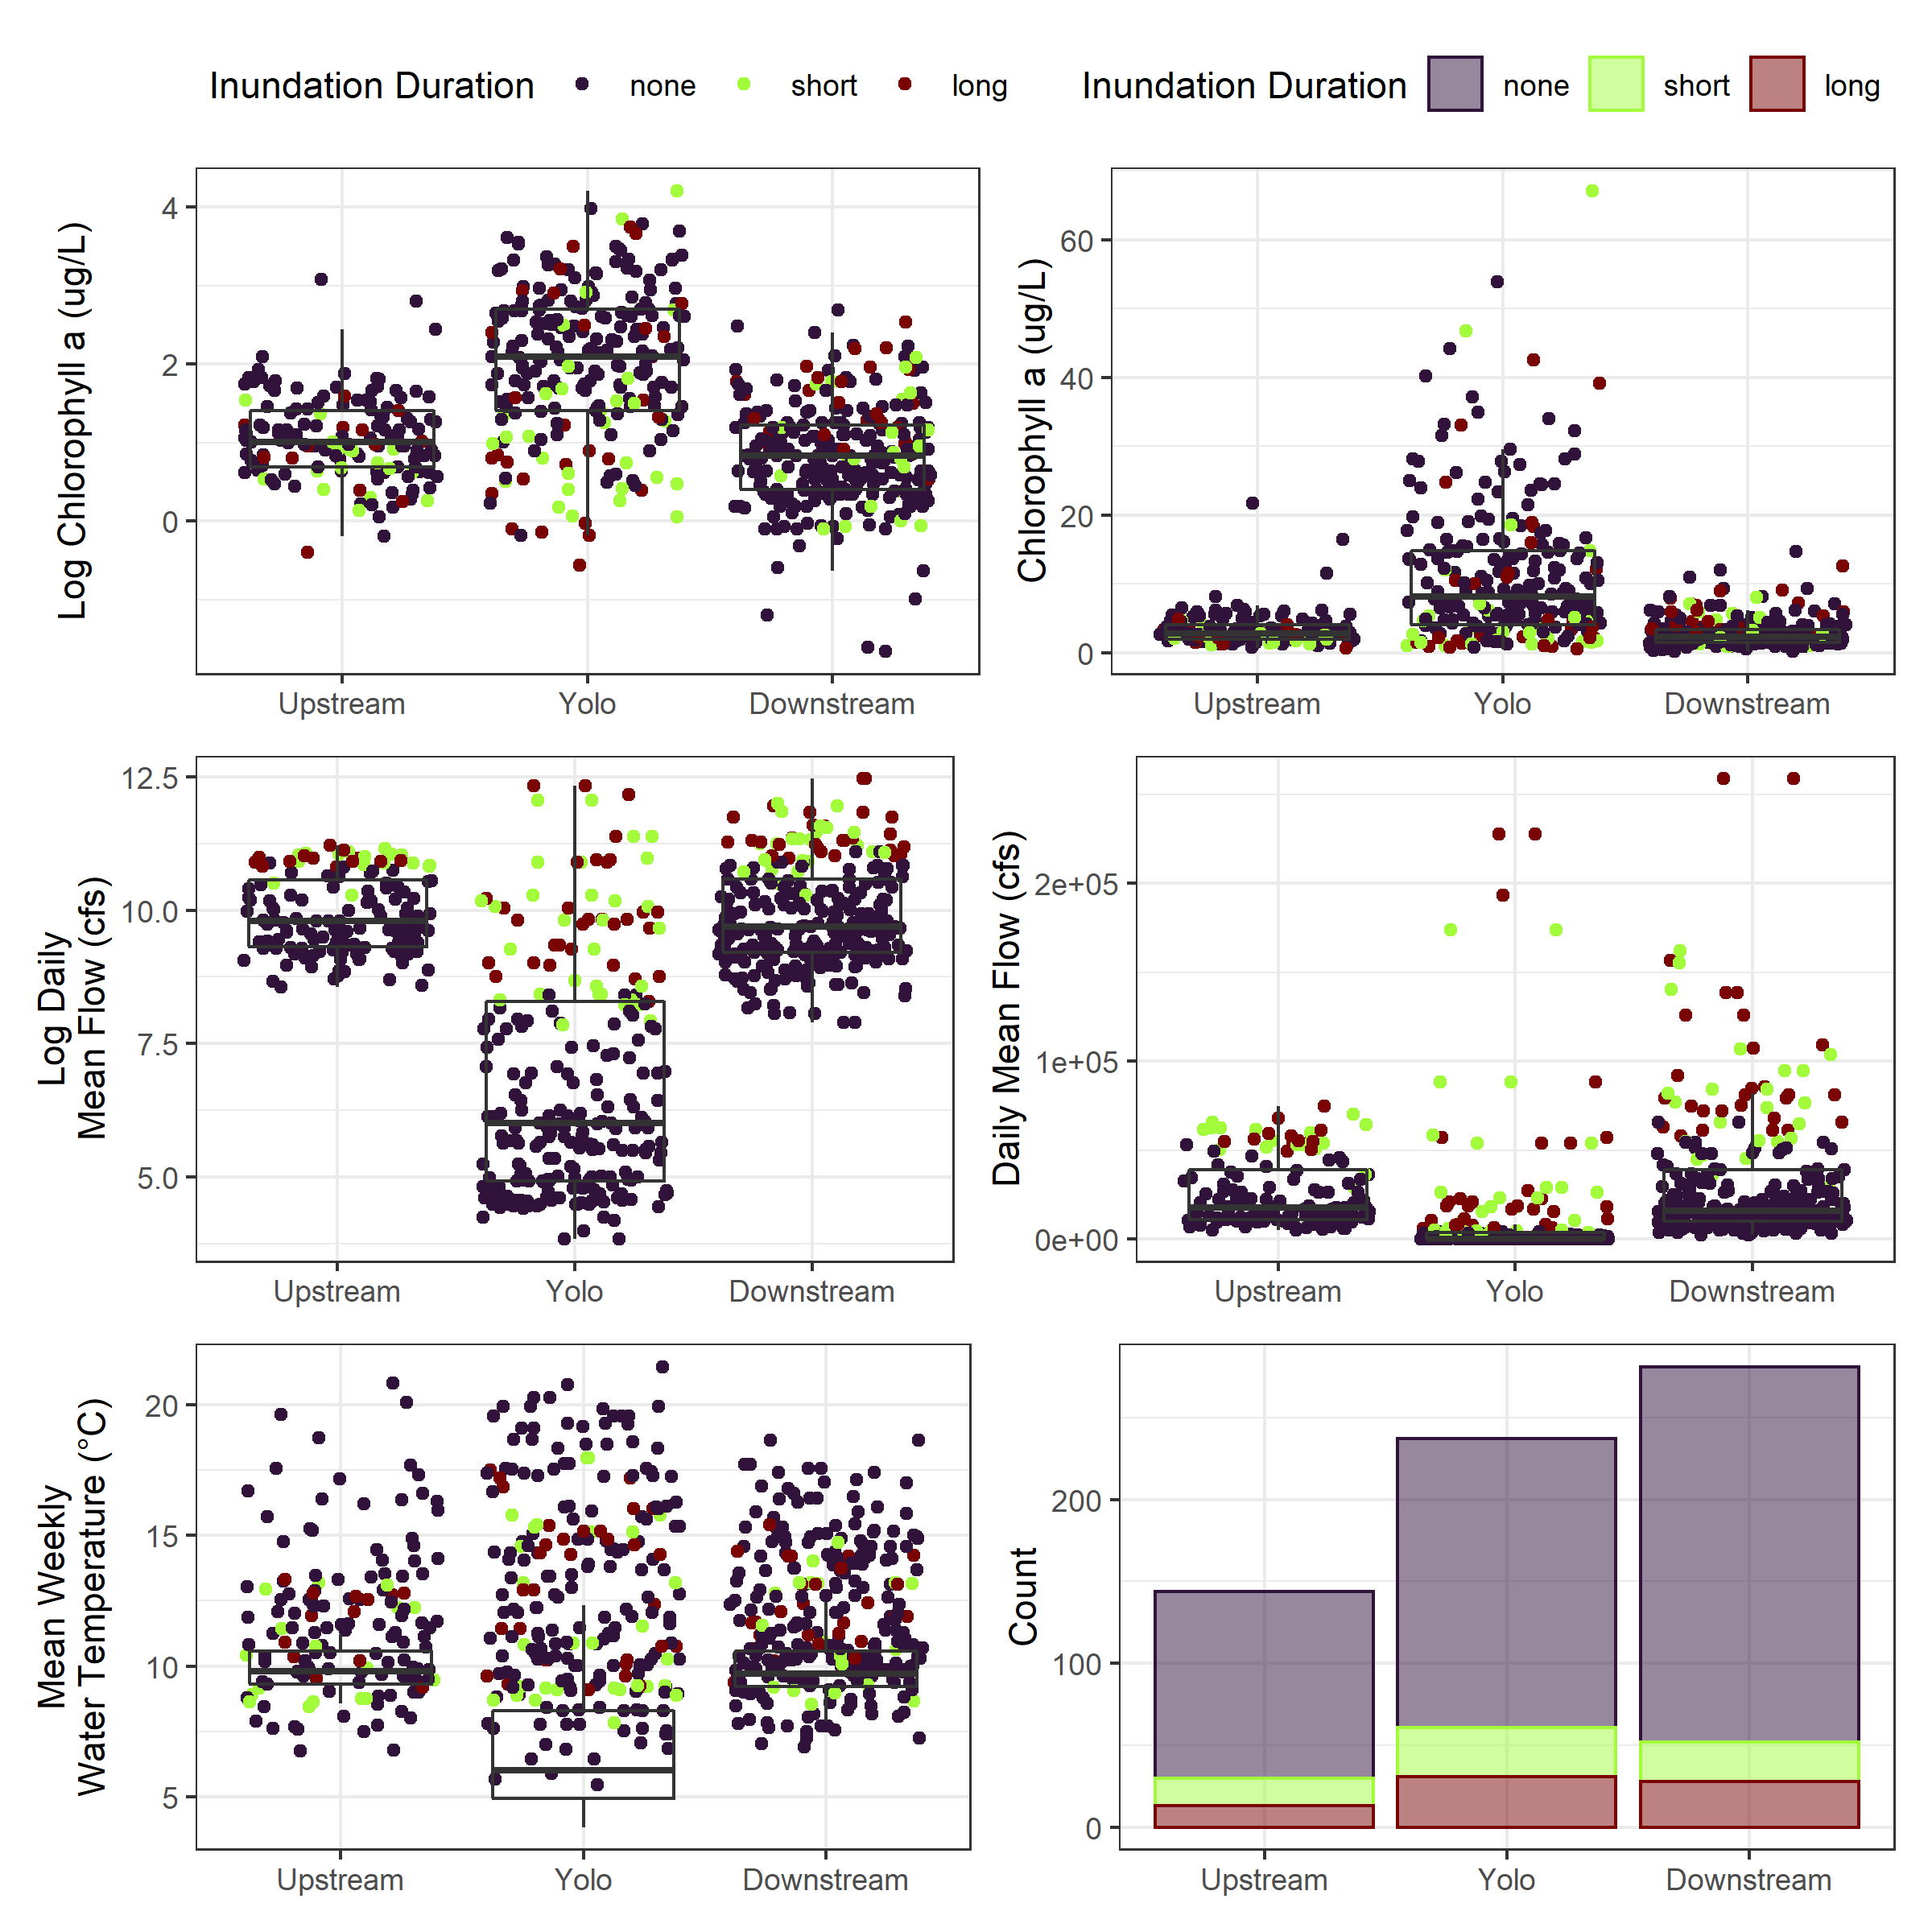 Inundation Duration none short long
Inundation Duration none short long
Log Chlorophyll a (ug/L)
4
2
0
Upstream Yolo Downstream
Chlorophyll a (ug/L)
60
40
20
0
Upstream Yolo Downstream
Log Daily
Mean Flow (cfs)
12.5
10.0
7.5
5.0
Upstream Yolo Downstream
Daily Mean Flow (cfs)
2e+05
1e+05
0e+00
Upstream Yolo Downstream
Mean Weekly
Water Temperature (°C)
20
15
10
5
Upstream Yolo Downstream
Count
200
100
0
Upstream Yolo Downstream